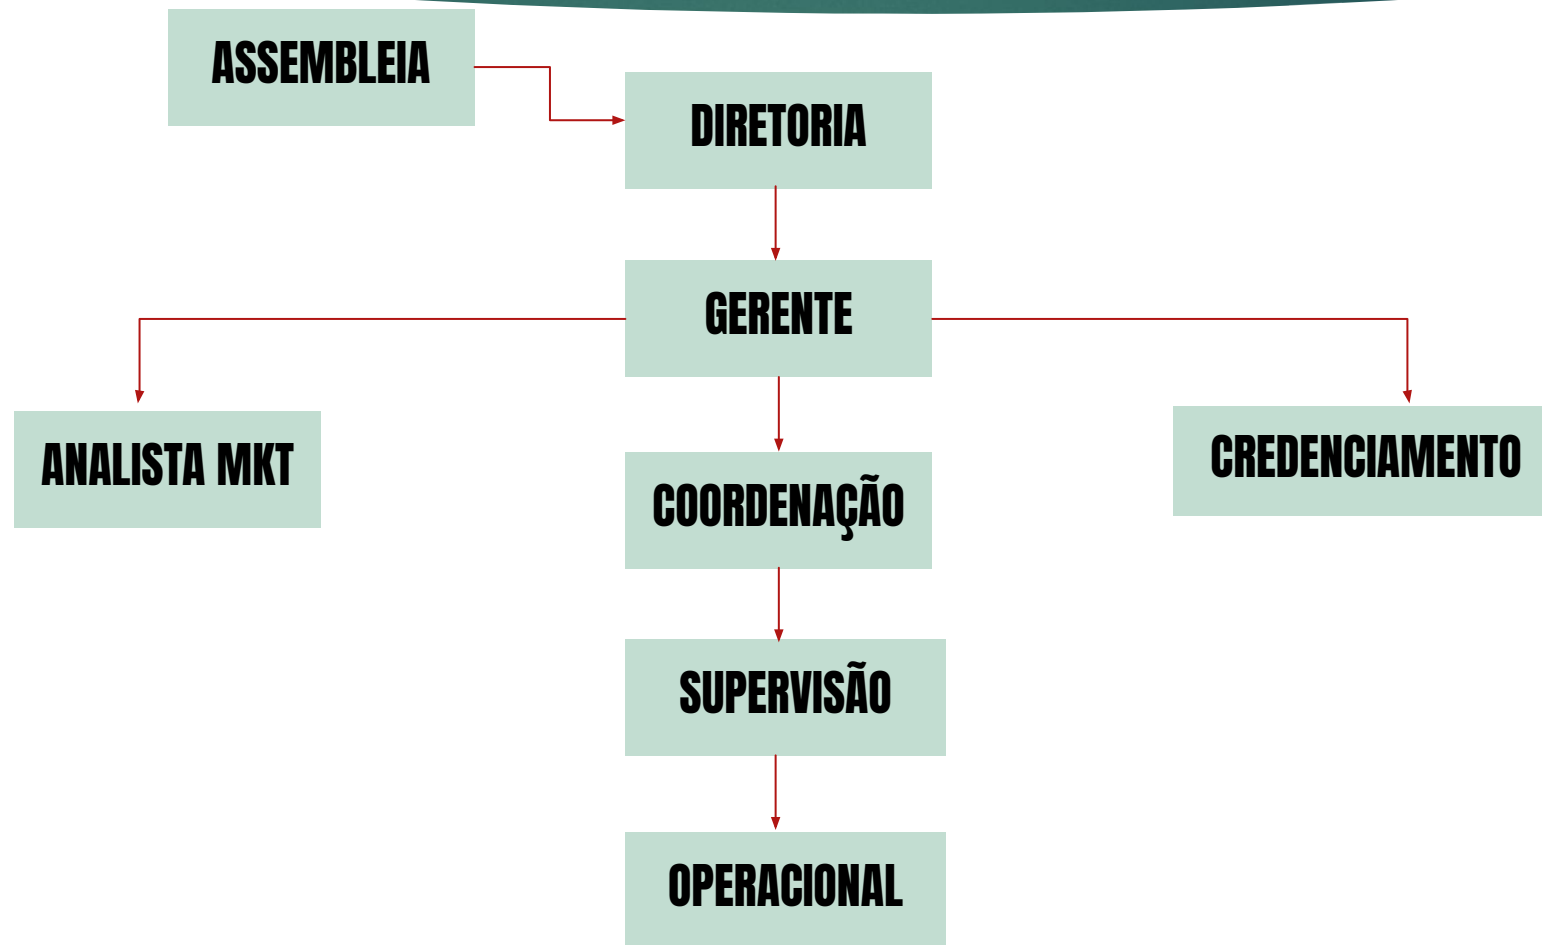 ASSEMBLEIA
DIRETORIA
GERENTE
ANALISTA MKT
CREDENCIAMENTO
COORDENAÇÃO
SUPERVISÃO
OPERACIONAL